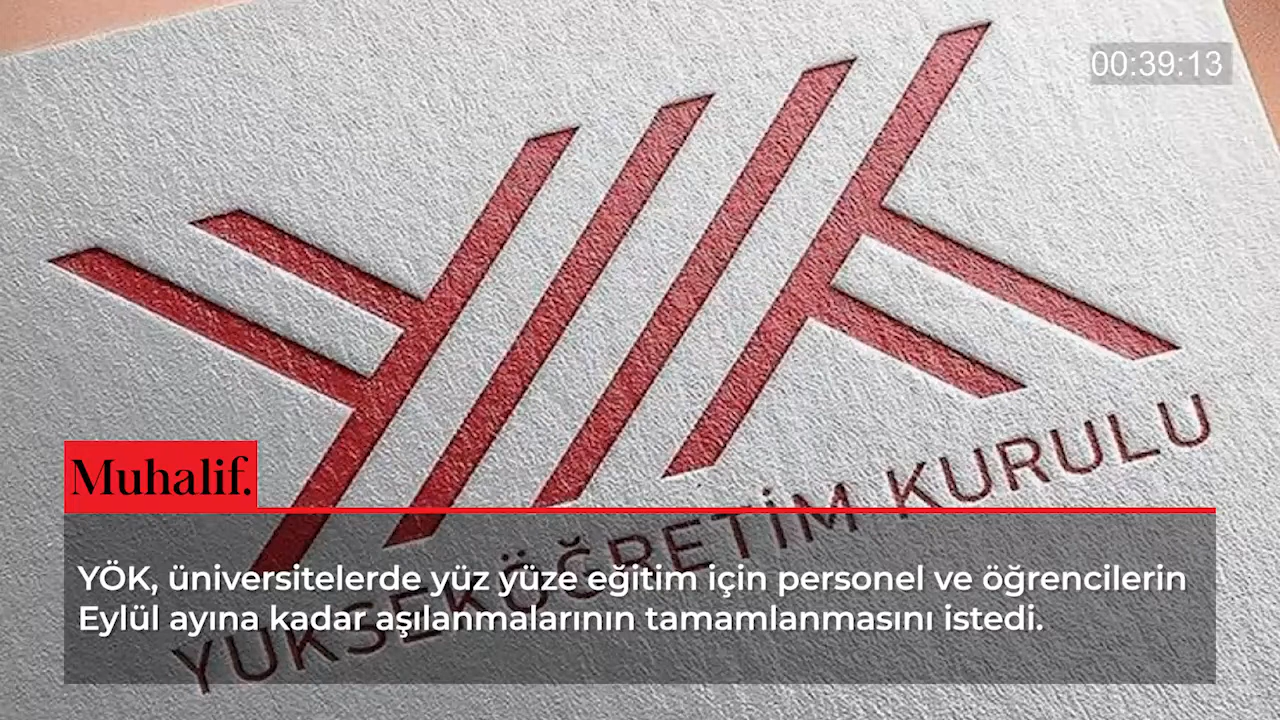 00:39:13
YÜKSEKÖĞRETİM KURULU
Muhalif.
YÖK, üniversitelerde yüz yüze eğitim için personel ve öğrencilerin
Eylül ayına kadar aşılanmalarının tamamlanmasını istedi.